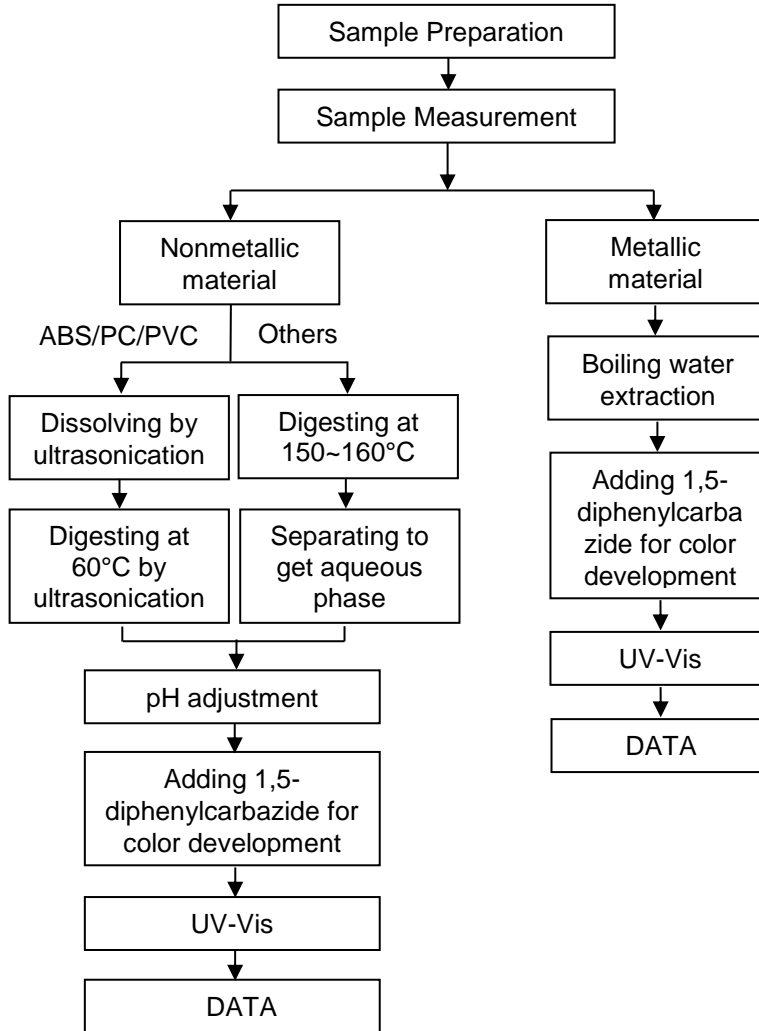 Sample Preparation
Sample Measurement
Nonmetallic
material
ABS/PC/PVC
Others
Dissolving by
ultrasonication
Digesting at
150~160°C
Digesting at
60°C by
ultrasonication
Separating to
get aqueous
phase
pH adjustment
Adding 1,5-
diphenylcarbazide for
color development
UV-Vis
DATA
Metallic
material
Boiling water
extraction
Adding 1,5-
diphenylcarba
zide for color
development
UV-Vis
DATA